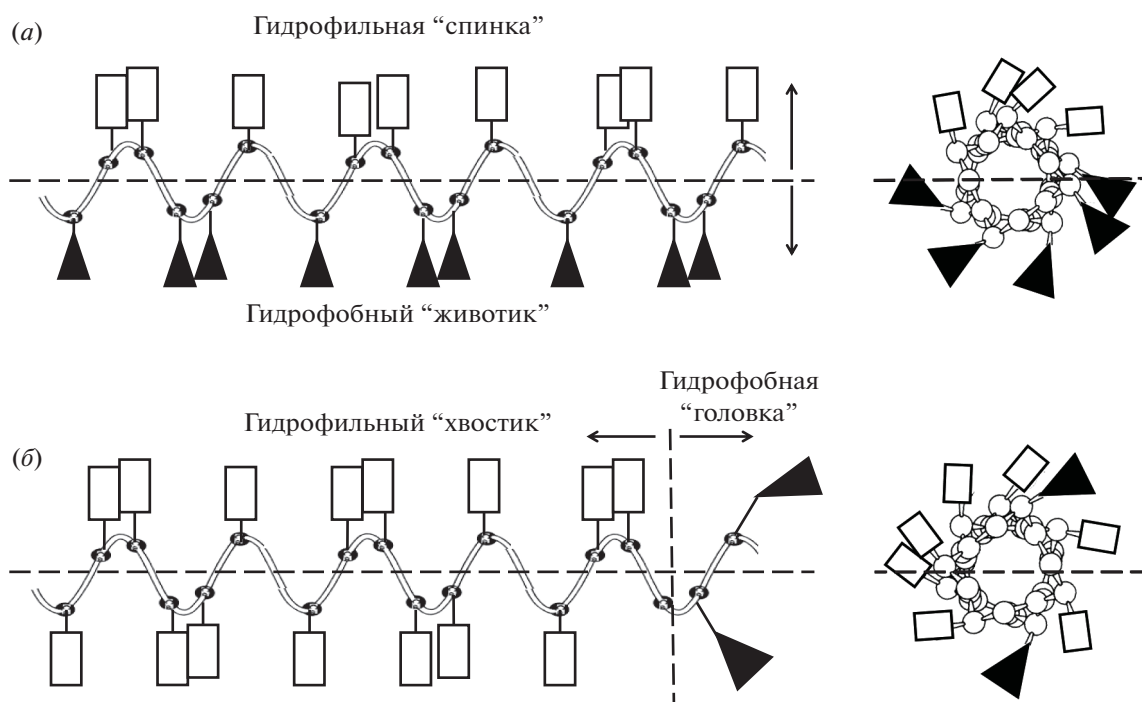 (а)
Гидрофильная “спинка”
Гидрофобный “животик”
Гидрофобная
“головка”
Гидрофильный “хвостик”
(б)